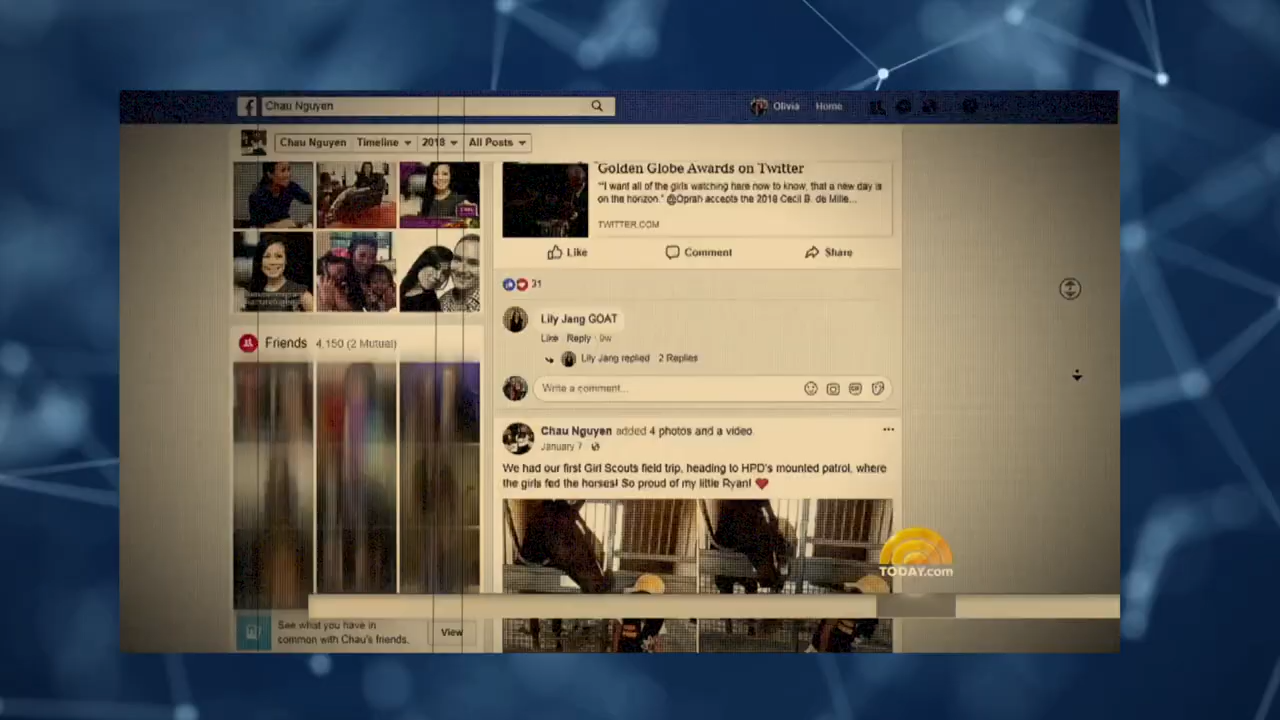 Chau Nguyen
Olivia
Home
Chau Nguyen
Timeline
2018
All Posts
Golden Globe Awards on Twitter
"I want all of the girls watching here now to know, that a new day is
on the horizon." @Oprah accepts the 2018 Cecil B. de Mille...
TWITTER.COM
Like
Comment
Share
31
Lily Jang GOAT
Like Reply 9w
Lily Jang replied 2 Replies
Write a comment...
Friends 4,150 (2 Mutual)
Chau Nguyen added 4 photos and a video
January 7
We had our first Girl Scouts field trip, heading to HPD's mounted patrol, where
the girls fed the horses! So proud of my little Ryan!
See what you have in
common with Chau's friends.
View
TODAY.com